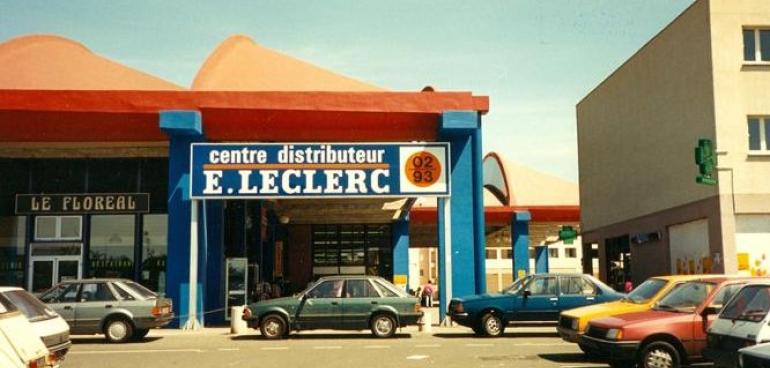 LE FLOREAL
centre distributeur
E.LECLERC
02
93